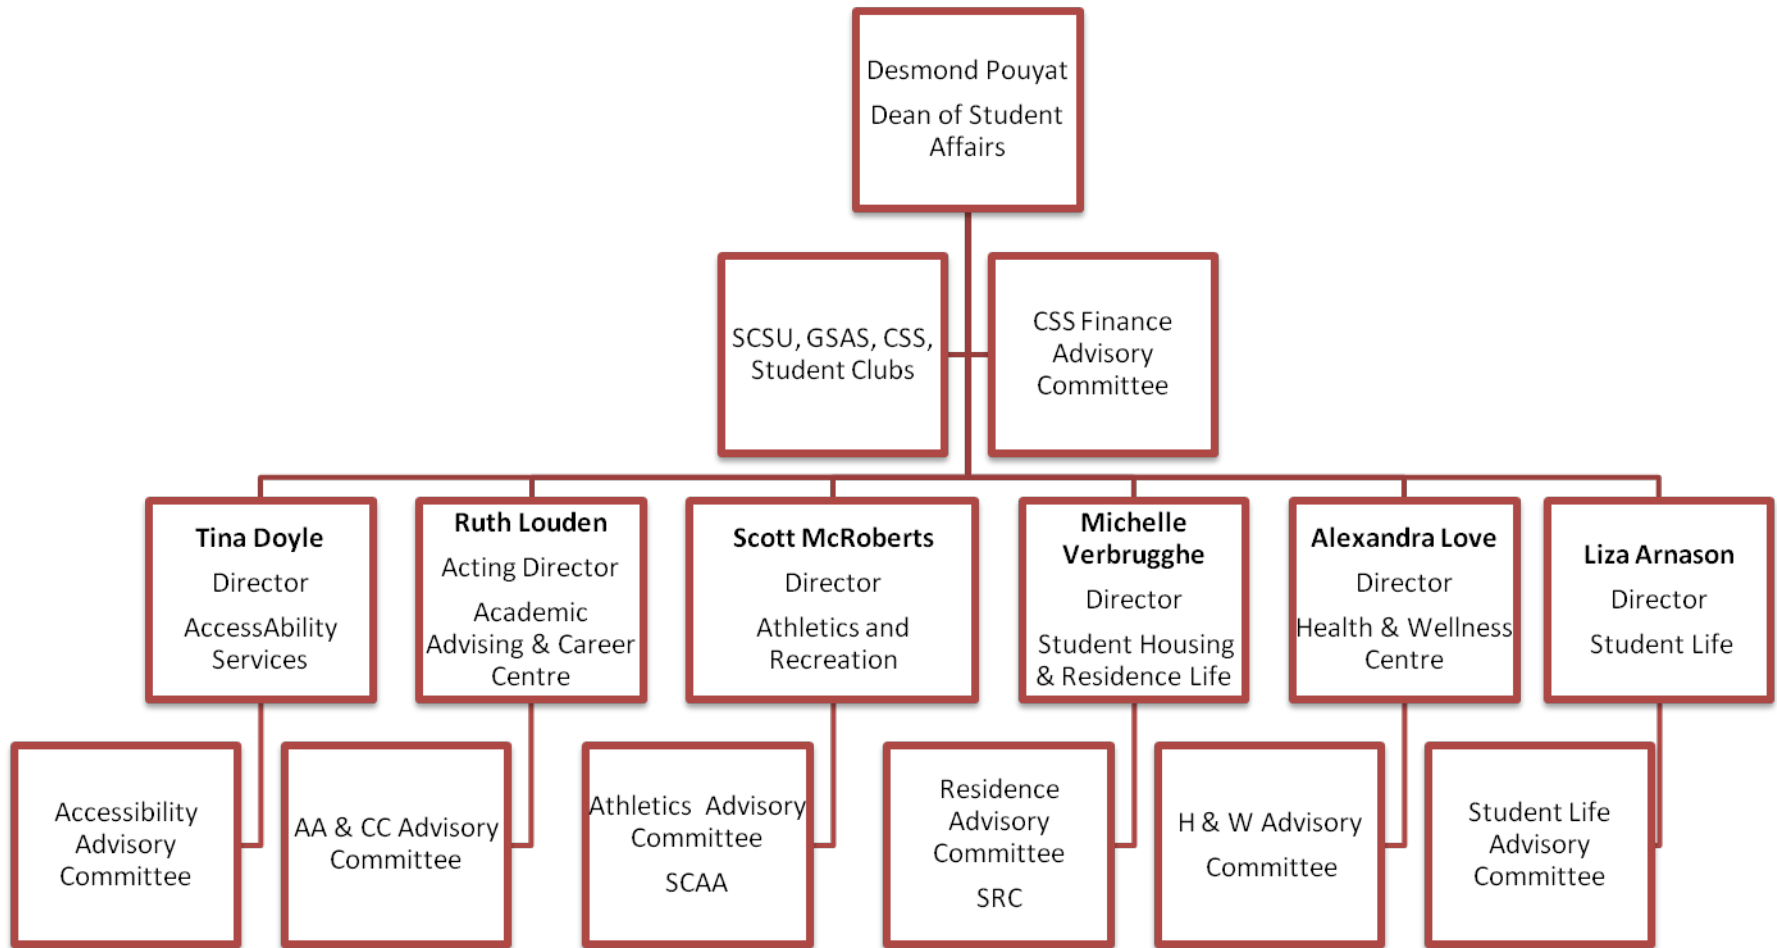 Desmond Pouyat
Dean of Student
Affairs
SCSU, GSAS, CSS,
Student Clubs
CSS Finance
Advisory
Committee
Tina Doyle
Director
AccessAbility
Services
Ruth Louden
Acting Director
Academic
Advising & Career
Centre
Scott McRoberts
Director
Athletics and
Recreation
Michelle
Verbrugghe
Director
Student Housing
& Residence Life
Alexandra Love
Director
Health & Wellness
Centre
Liza Arnason
Director
Student Life
Accessibility
Advisory
Committee
AA & CC Advisory
Committee
Athletics Advisory
Committee
SCAA
Residence
Advisory
Committee
SRC
H & W Advisory
Committee
Student Life
Advisory
Committee